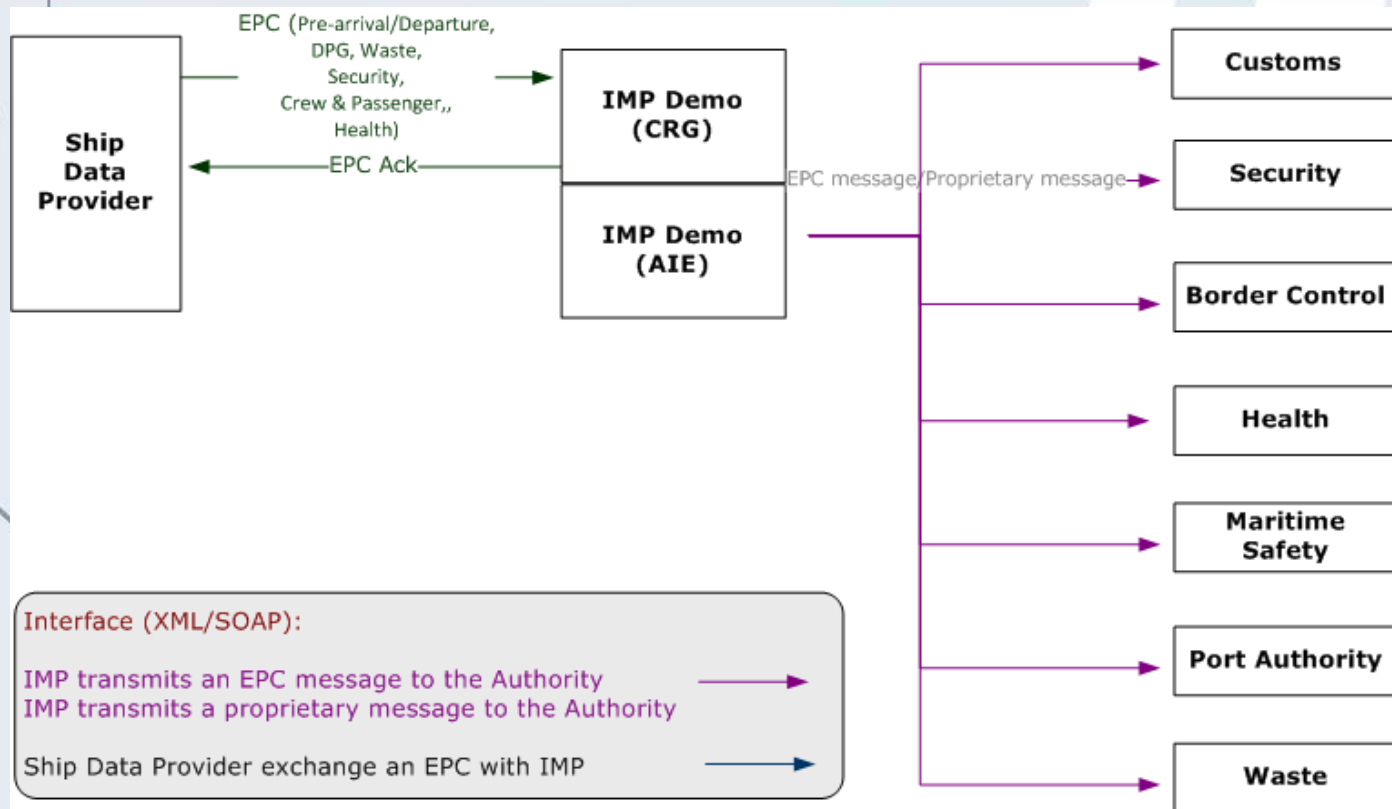 EPC (Pre-arrival/Departure,
DPG, Waste,
Security,
Crew & Passenger,,
Health)
EPC Ack
Ship
Data
Provider
IMP Demo
(CRG)
IMP Demo
(AIE)
EPC message/Proprietary message
Customs
Security
Border Control
Health
Maritime
Safety
Port Authority
Waste
Interface (XML/SOAP):
IMP transmits an EPC message to the Authority
IMP transmits a proprietary message to the Authority
Ship Data Provider exchange an EPC with IMP